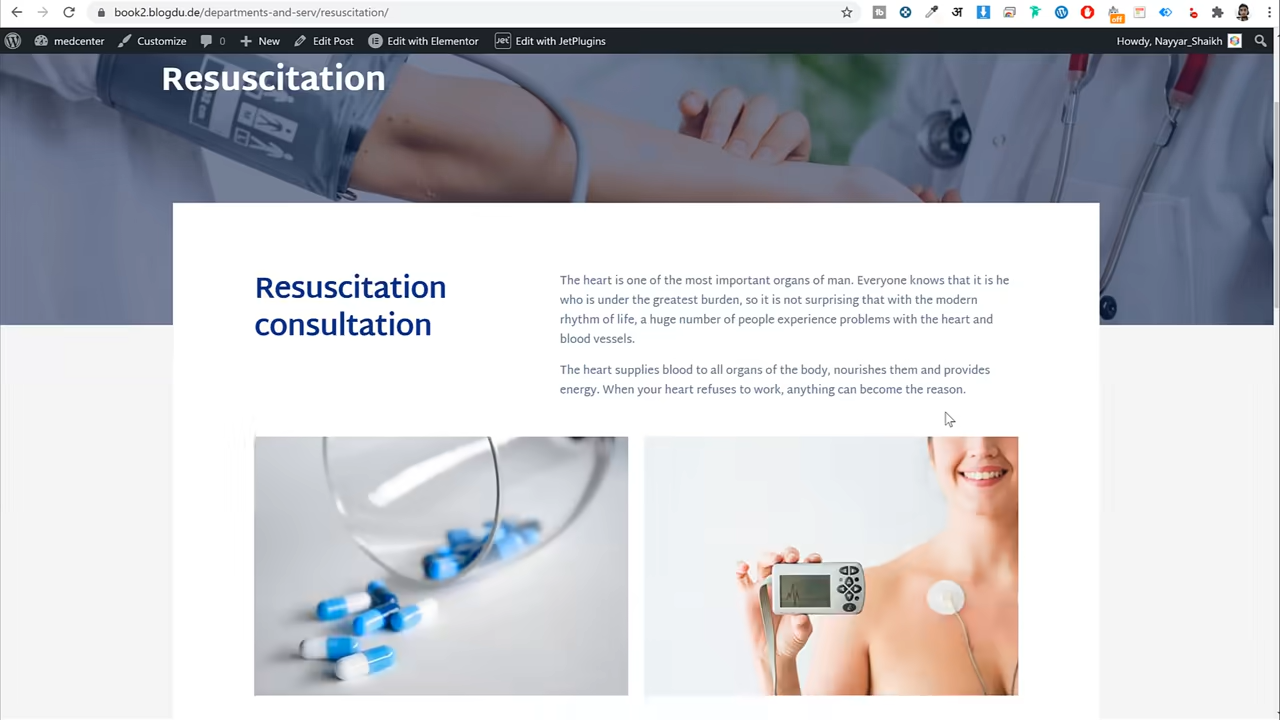 book2.blogdu.de/departments-and-serv/resuscitation/
अ
off
medcenter
Customize
0
New
Edit Post
Edit with Elementor
Jet
Edit with JetPlugins
Howdy, Nayyar_Shaikh
Resuscitation
Resuscitation
consultation
The heart is one of the most important organs of man. Everyone knows that it is he
who is under the greatest burden, so it is not surprising that with the modern
rhythm of life, a huge number of people experience problems with the heart and
blood vessels.
The heart supplies blood to all organs of the body, nourishes them and provides
energy. When your heart refuses to work, anything can become the reason.